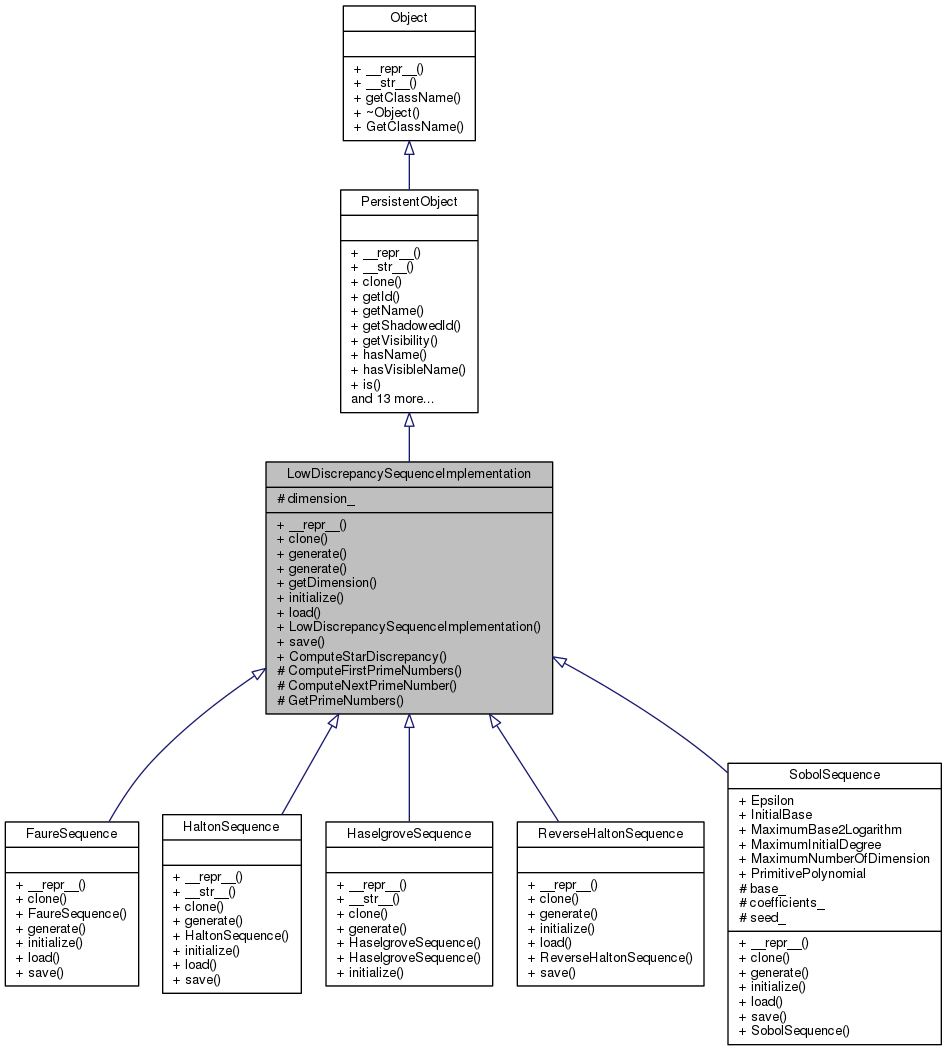 Object
+ __repr__()
+ __str__()
+ getClassName()
+ ~Object()
+ GetClassName()
PersistentObject
+ __repr__()
+ __str__()
+ clone()
+ getId()
+ getName()
+ getShadowedId()
+ getVisibility()
+ hasName()
+ hasVisibleName()
+ is()
and 13 more...
LowDiscrepancySequenceImplementation
# dimension_
+ __repr__()
+ clone()
+ generate()
+ generate()
+ getDimension()
+ initialize()
+ load()
+ LowDiscrepancySequenceImplementation()
+ save()
+ ComputeStarDiscrepancy()
# ComputeFirstPrimeNumbers()
# ComputeNextPrimeNumber()
# GetPrimeNumbers()
FaureSequence
+ __repr__()
+ clone()
+ FaureSequence()
+ generate()
+ initialize()
+ load()
+ save()
HaltonSequence
+ __repr__()
+ __str__()
+ clone()
+ generate()
+ HaltonSequence()
+ initialize()
+ load()
+ save()
HaselgroveSequence
+ __repr__()
+ __str__()
+ clone()
+ generate()
+ HaselgroveSequence()
+ HaselgroveSequence()
+ initialize()
ReverseHaltonSequence
+ __repr__()
+ clone()
+ generate()
+ initialize()
+ load()
+ ReverseHaltonSequence()
+ save()
SobolSequence
+ Epsilon
+ InitialBase
+ MaximumBase2Logarithm
+ MaximumInitialDegree
+ MaximumNumberOfDimension
+ PrimitivePolynomial
# base_
# coefficients_
# seed_
+ __repr__()
+ clone()
+ generate()
+ initialize()
+ load()
+ save()
+ SobolSequence()